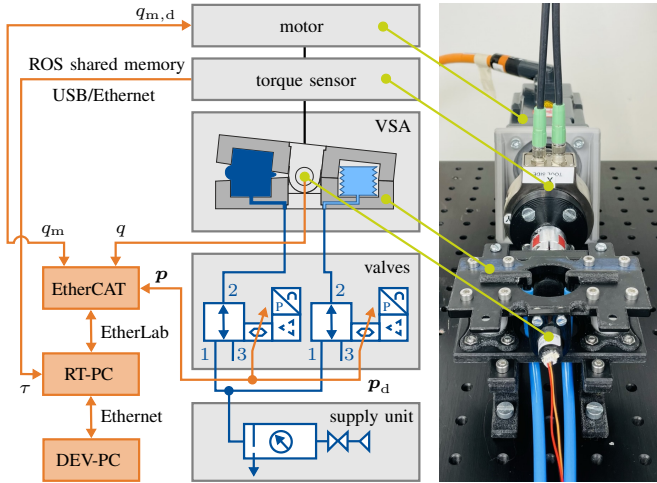 q_m,d
motor
ROS shared memory
USB/Ethernet
torque sensor
VSA
q_m
q
EtherCAT
p
valves
2
2
P
P
EtherLab
1
3
1
3
RT-PC
τ
p_d
Ethernet
supply unit
DEV-PC